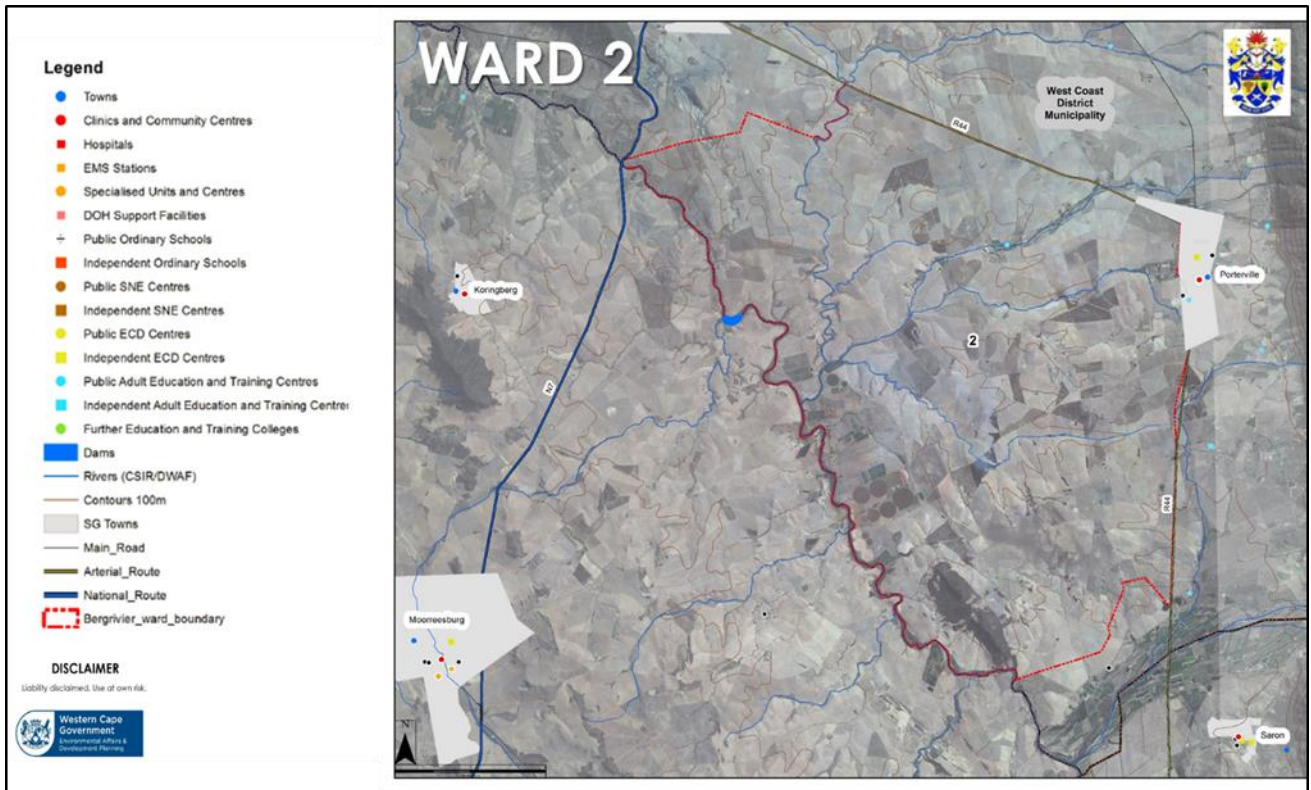 Legend
Towns
Clinics and Community Centres
Hospitals
EMS Stations
Specialised Units and Centres
DOH Support Facilities
Public Ordinary Schools
Independent Ordinary Schools
Public SNE Centres
Independent SNE Centres
Public ECD Centres
Independent ECD Centres
Public Adult Education and Training Centres
Independent Adult Education and Training Centre
Further Education and Training Colleges
Dams
Rivers (CSIR/DWAF)
Contours 100m
SG Towns
Main_Road
Arterial_Route
National_Route
Bergrivier_ward_boundary
DISCLAIMER
Liability disclaimed. Use at own risk.
Western Cape
Government
Environmental Affairs &
Development Planning
WARD 2
West Coast
District
Municipality
R44
Porterville
Koringberg
2
N7
R44
Moorreesburg
N
Saron